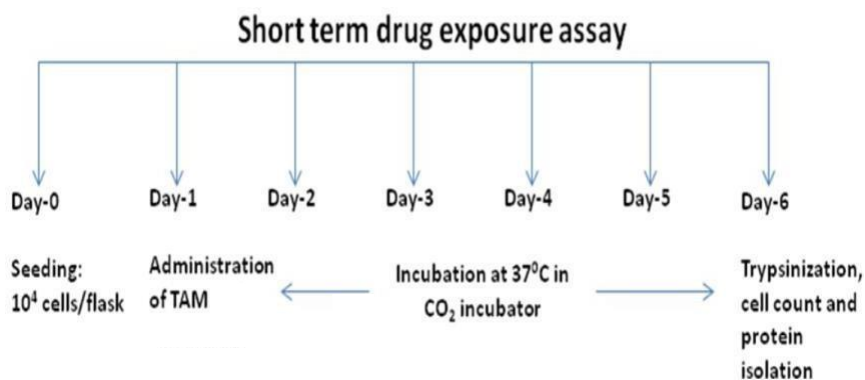 Short term drug exposure assay
Day-0 Day-1 Day-2 Day-3 Day-4 Day-5 Day-6
Seeding:
10⁴ cells/flask
Administration
of TAM
Incubation at 37⁰C in
CO₂ incubator
Trypsinization,
cell count and
protein
isolation